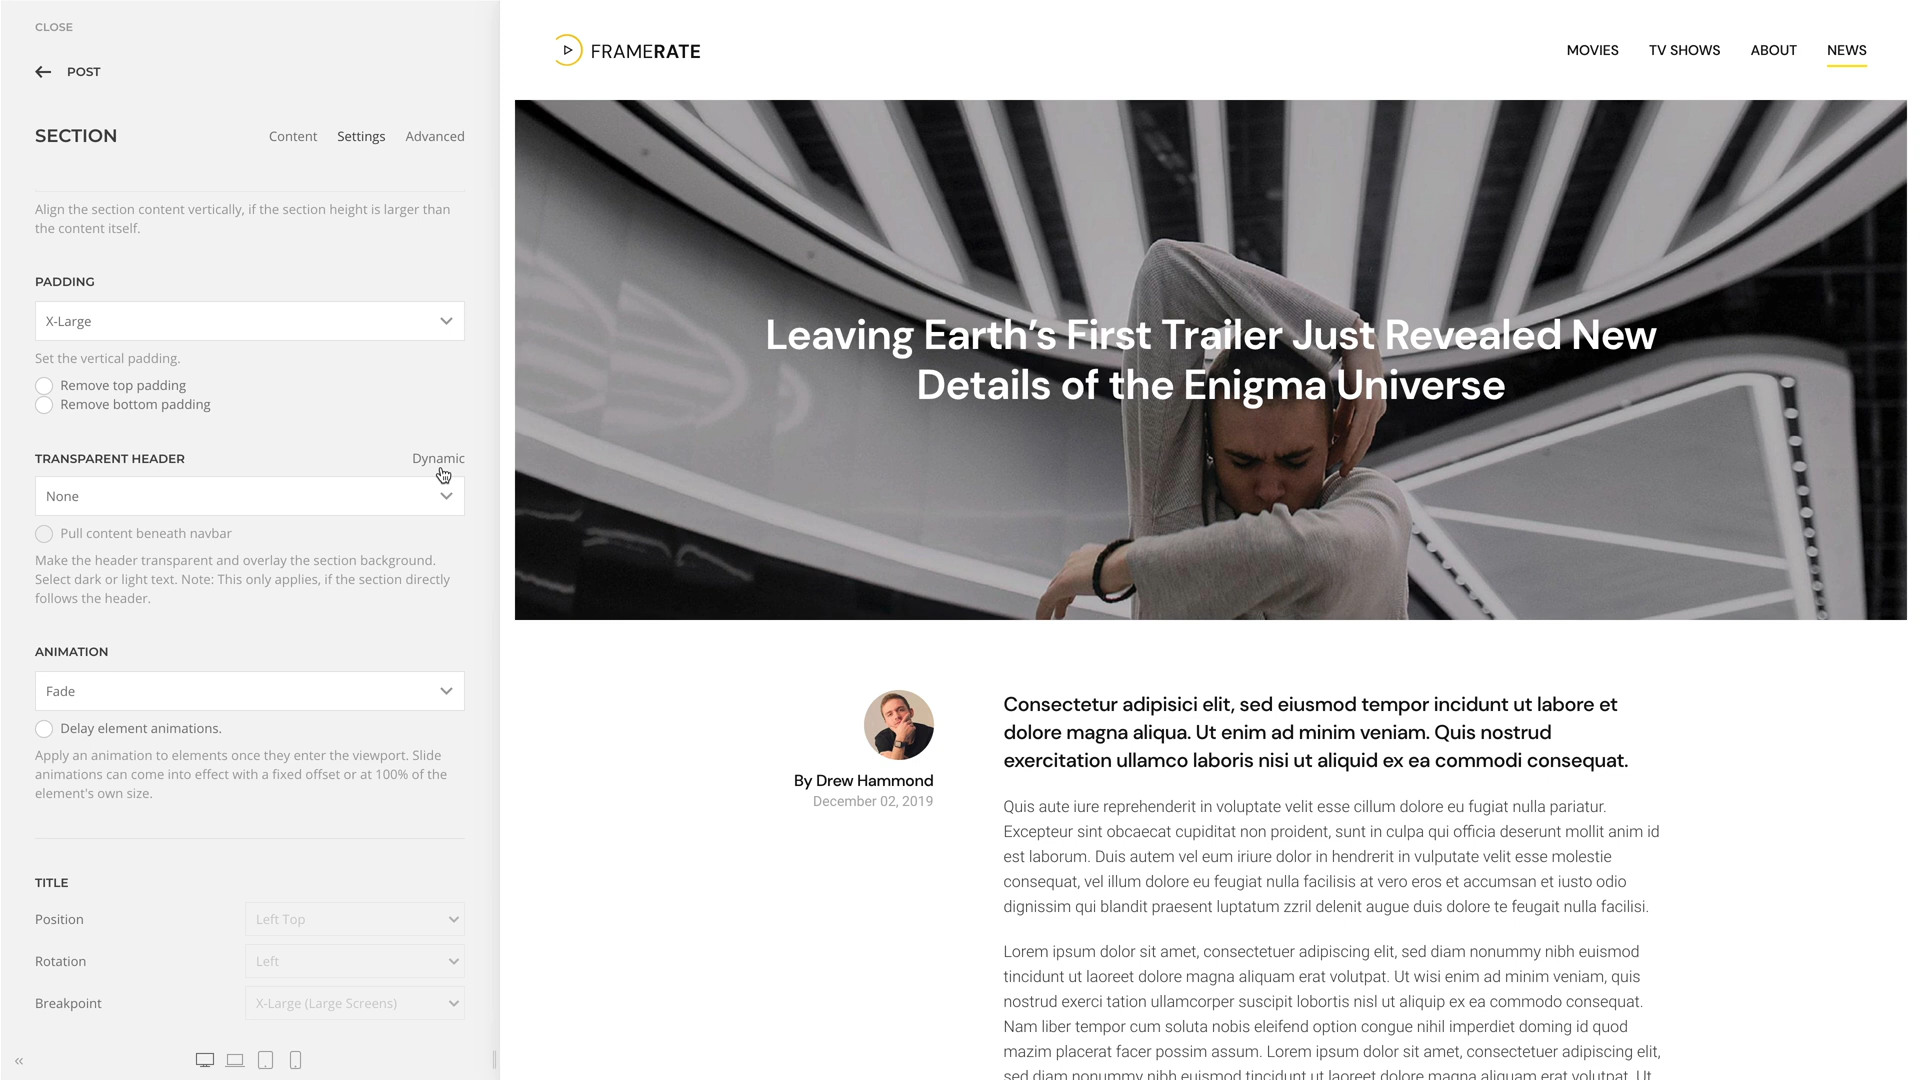 CLOSE
POST
SECTION
Content Settings Advanced
Align the section content vertically, if the section height is larger than
the content itself.
PADDING
X-Large
Set the vertical padding.
Remove top padding
Remove bottom padding
TRANSPARENT HEADER Dynamic
None
Pull content beneath navbar
Make the header transparent and overlay the section background.
Select dark or light text. Note: This only applies, if the section directly
follows the header.
ANIMATION
Fade
Delay element animations.
Apply an animation to elements once they enter the viewport. Slide
animations can come into effect with a fixed offset or at 100% of the
element's own size.
TITLE
Position Left Top
Rotation Left
Breakpoint X-Large (Large Screens)
FRAMERATE
MOVIES TV SHOWS ABOUT NEWS
Leaving Earth’s First Trailer Just Revealed New
Details of the Enigma Universe
By Drew Hammond
December 02, 2019
Consectetur adipisici elit, sed eiusmod tempor incidunt ut labore et
dolore magna aliqua. Ut enim ad minim veniam. Quis nostrud
exercitation ullamco laboris nisi ut aliquid ex ea commodi consequat.
Quis aute iure reprehenderit in voluptate velit esse cillum dolore eu fugiat nulla pariatur.
Excepteur sint obcaecat cupiditat non proident, sunt in culpa qui officia deserunt mollit anim id
est laborum. Duis autem vel eum iriure dolor in hendrerit in vulputate velit esse molestie
consequat, vel illum dolore eu feugiat nulla facilisis at vero eros et accumsan et iusto odio
dignissim qui blandit praesent luptatum zzril delenit augue duis dolore te feugait nulla facilisi.
Lorem ipsum dolor sit amet, consectetuer adipiscing elit, sed diam nonummy nibh euismod
tincidunt ut laoreet dolore magna aliquam erat volutpat. Ut wisi enim ad minim veniam, quis
nostrud exerci tation ullamcorper suscipit lobortis nisl ut aliquip ex ea commodo consequat.
Nam liber tempor cum soluta nobis eleifend option congue nihil imperdiet doming id quod
mazim placerat facer possim assum. Lorem ipsum dolor sit amet, consectetuer adipiscing elit,
sed diam nonummy nibh euismod tincidunt ut laoreet dolore magna aliquam erat volutpat. Ut